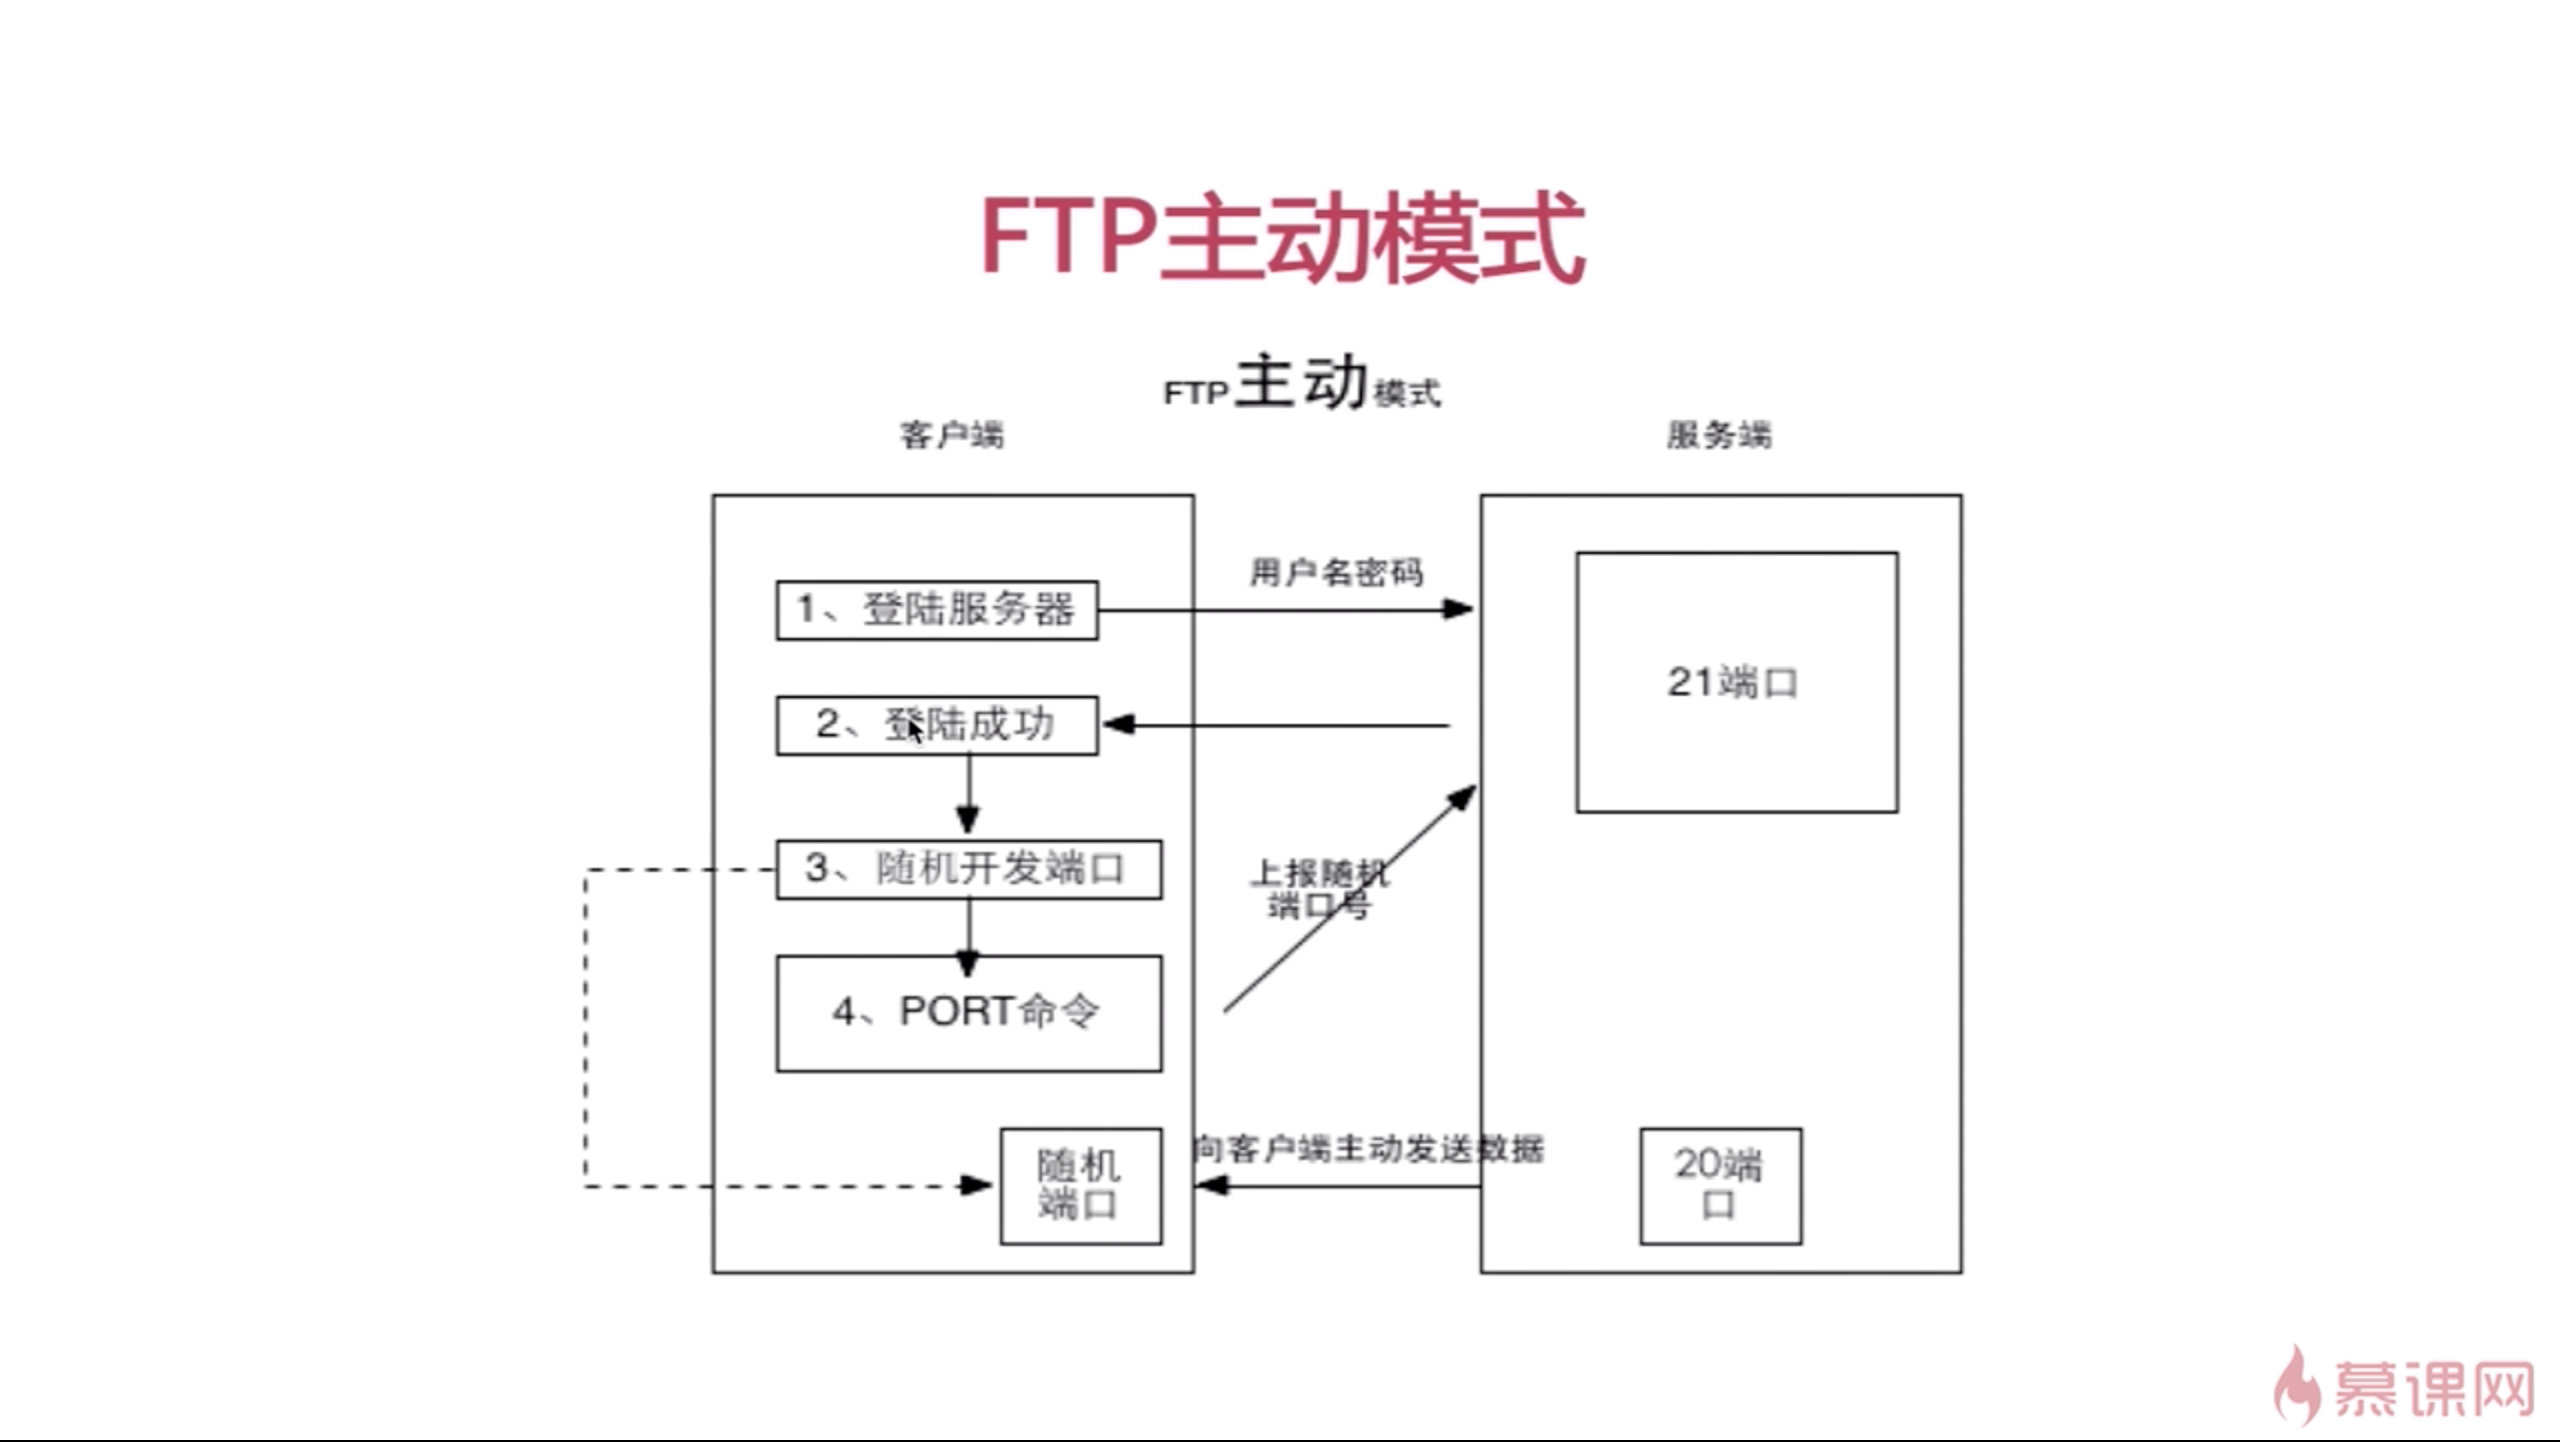 FTP主动模式
FTP主动模式
客户端
服务端
用户名密码
1、登陆服务器
21端口
2、登陆成功
3、随机开发端口
上报随机
端口号
4、PORT命令
向客户端主动发送数据
随机
端口
20端
口
慕课网